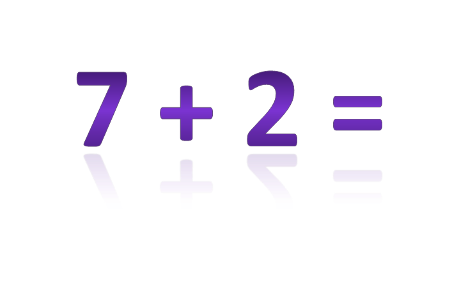 7 + 2 =